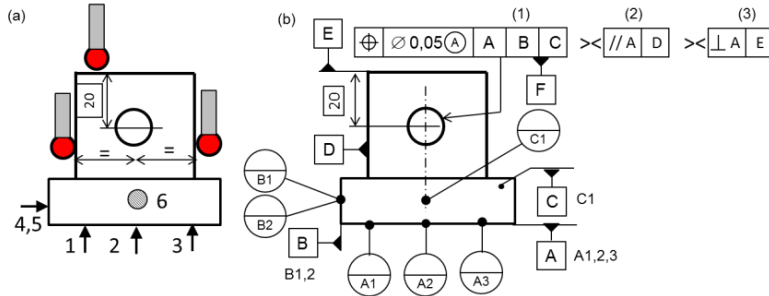 (a)
(b)
(1)
(2)
(3)
E
⌖ ⌀ 0,05 Ⓐ A B C
>< // A D
>< ⊥ A E
F
20
20
= =
D
C1
6
B1
B2
4,5
C
C1
B
B1,2
1 2 3
A1
A2
A3
A
A1,2,3